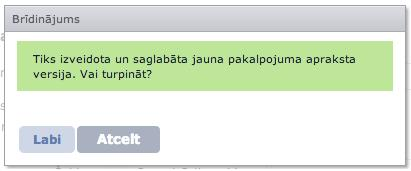 Brīdinājums
Tiks izveidota un saglabāta jauna pakalpojuma apraksta
versija. Vai turpināt?
Labi Atcelt